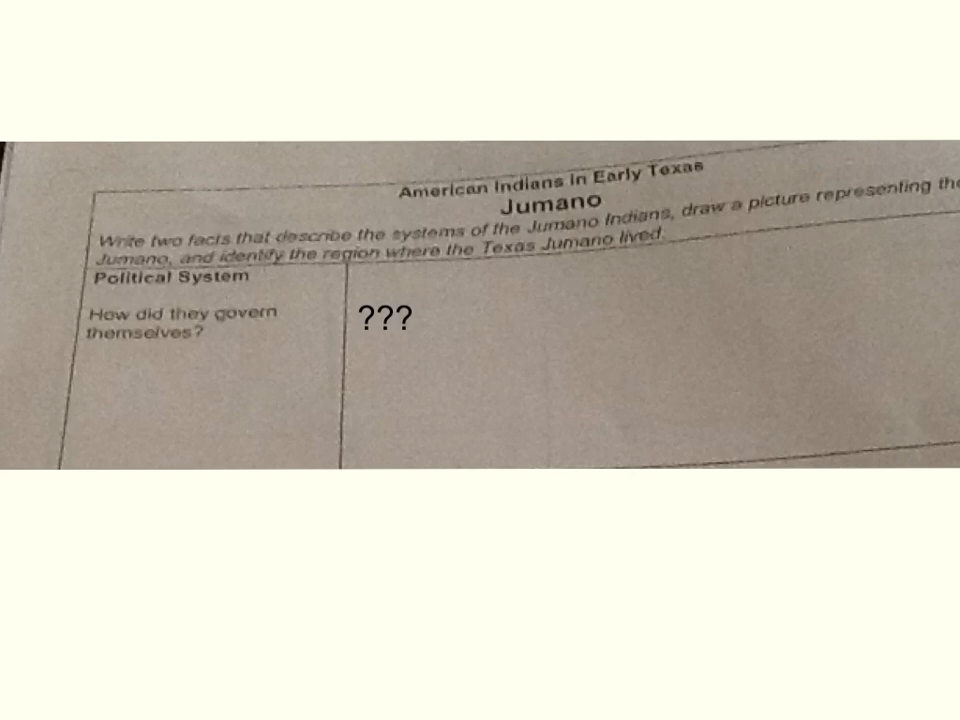 American Indians in Early Texas
Jumano
Write two facts that describe the systems of the Jumano Indians, draw a picture representing the
Jumano, and identify the region where the Texas Jumano lived.
Political System
How did they govern
themselves?
???